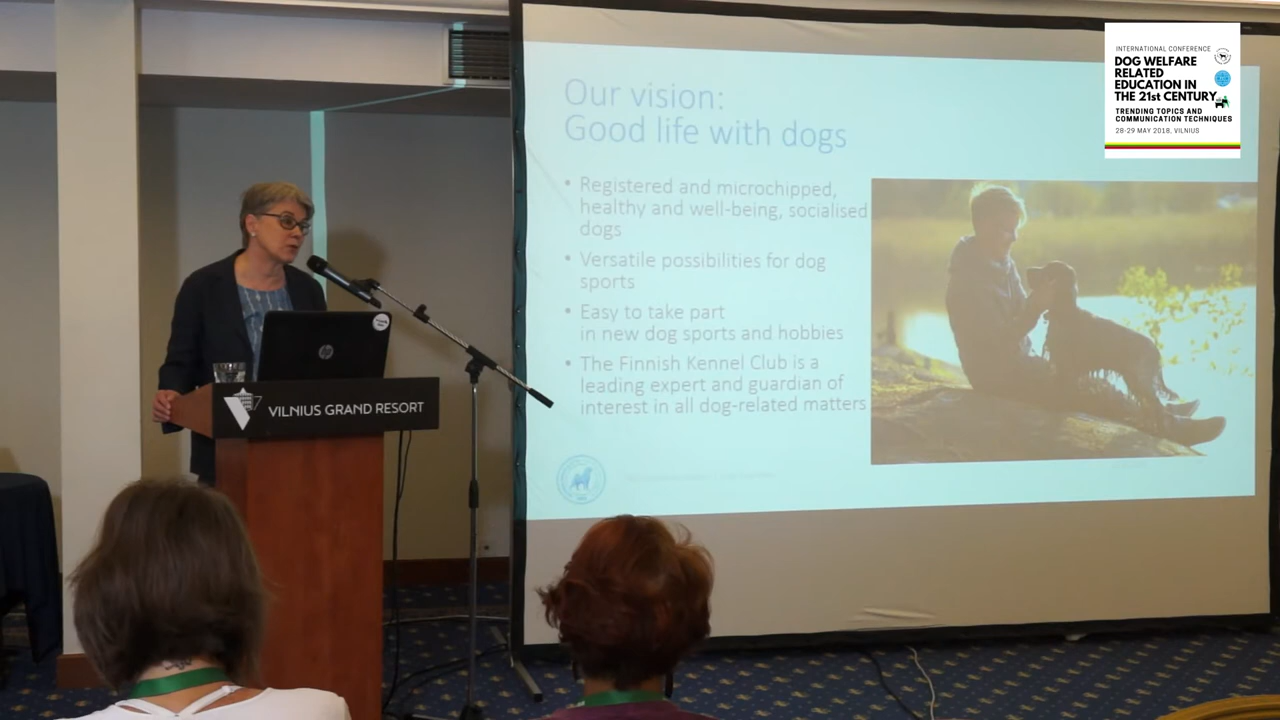 INTERNATIONAL CONFERENCE
DOG WELFARE
RELATED
EDUCATION IN
THE 21st CENTURY
TRENDING TOPICS AND
COMMUNICATION TECHNIQUES
28-29 MAY 2018, VILNIUS
Our vision:
Good life with dogs
• Registered and microchipped,
healthy and well-being, socialised
dogs
• Versatile possibilities for dog
sports
• Easy to take part
in new dog sports and hobbies
• The Finnish Kennel Club is a
leading expert and guardian of
interest in all dog-related matters
hp
VILNIUS GRAND RESORT